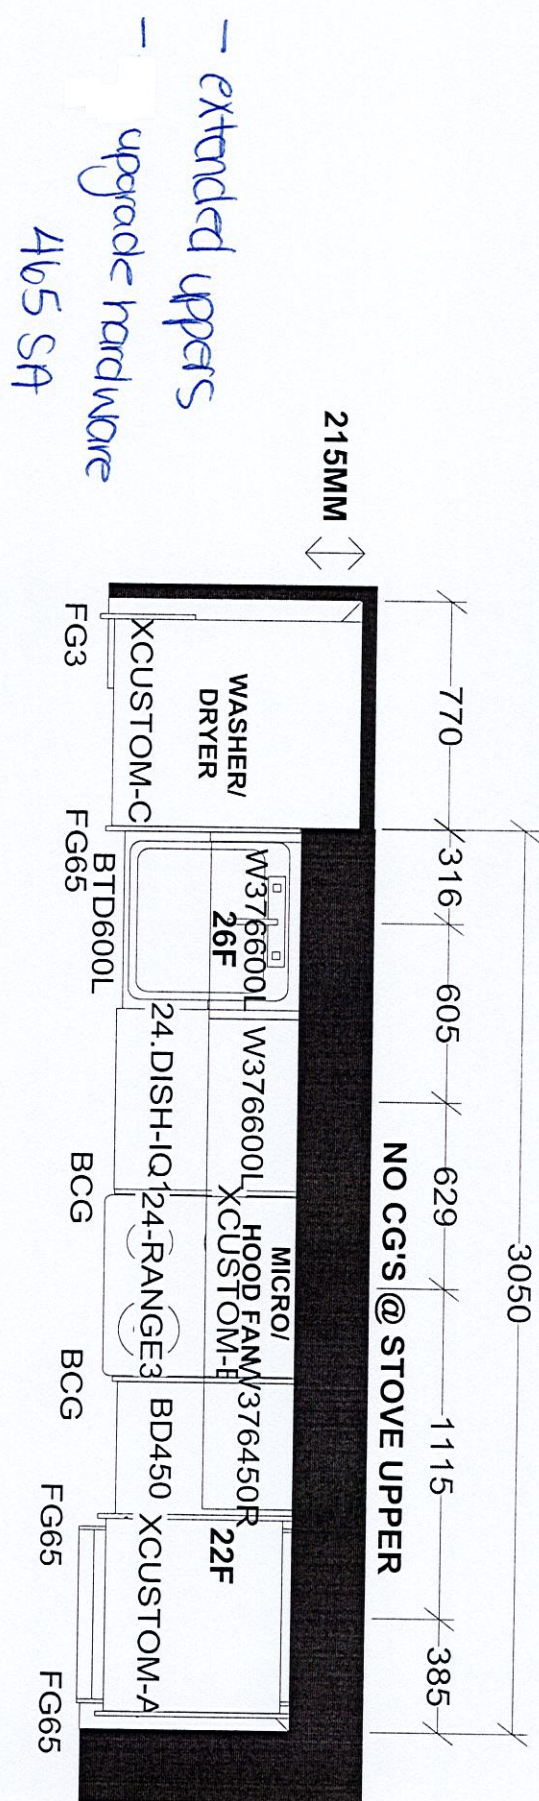 - extended uppers
- upgrade hardware
465 SA
215MM
3050
770
316
605
629
1115
385
NO CG'S @ STOVE UPPER
WASHER/
DRYER
XCUSTOM-C
FG3
FG65
BTD600L
W376600L
26F
W376600L
24.DISH-IQ1
BCG
MICRO/
HOOD FAN
XCUSTOM-E
24-RANGE3
BCG
W376450R
BD450
22F
XCUSTOM-A
FG65
FG65